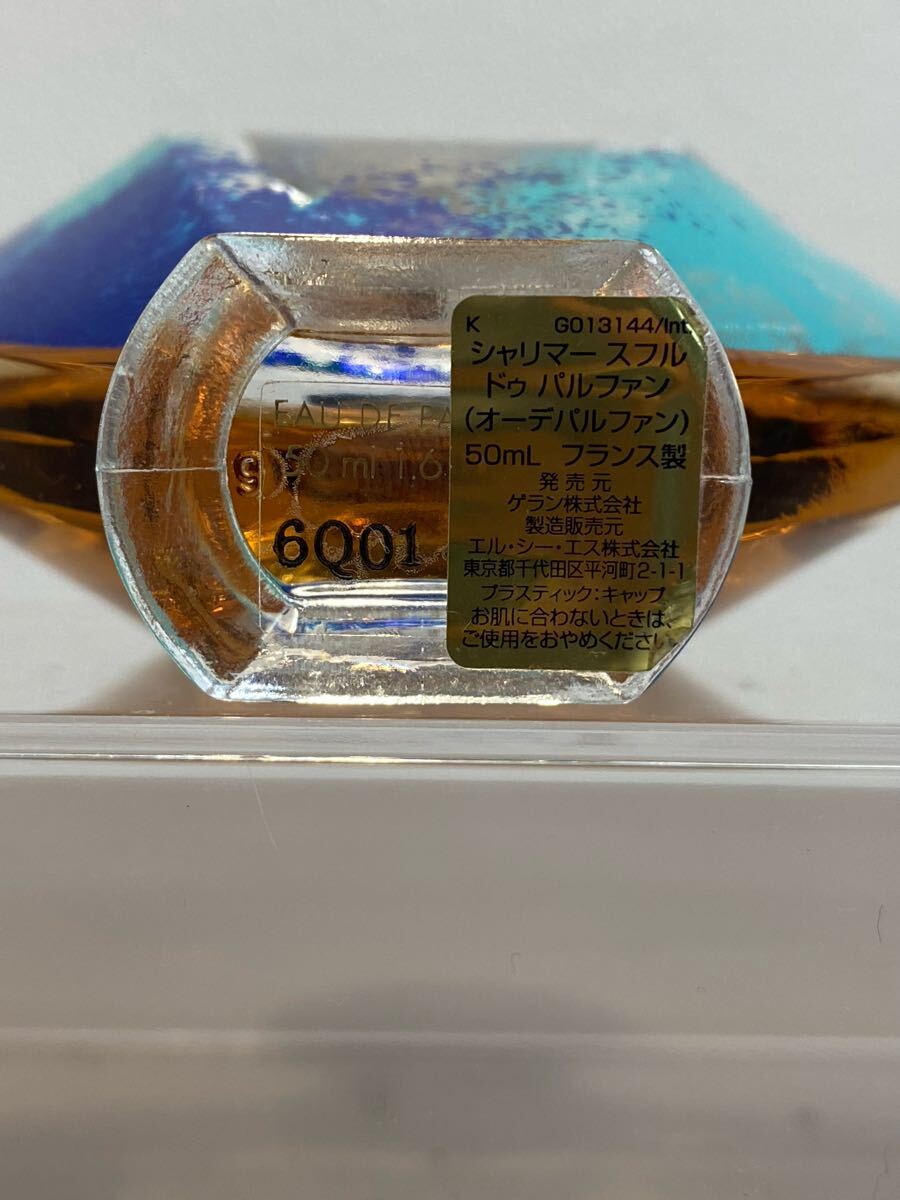 EAU DE PA
50 ml 1.6
6Q01
K G013144/Int.
シャリマー スフル
ドゥ パルファン
(オーデパルファン)
50mL フランス製
発売元
ゲラン株式会社
製造販売元
エル・シー・エス株式会社
東京都千代田区平河町2-1-1
プラスティック:キャップ
お肌に合わないときは、
ご使用をおやめください。